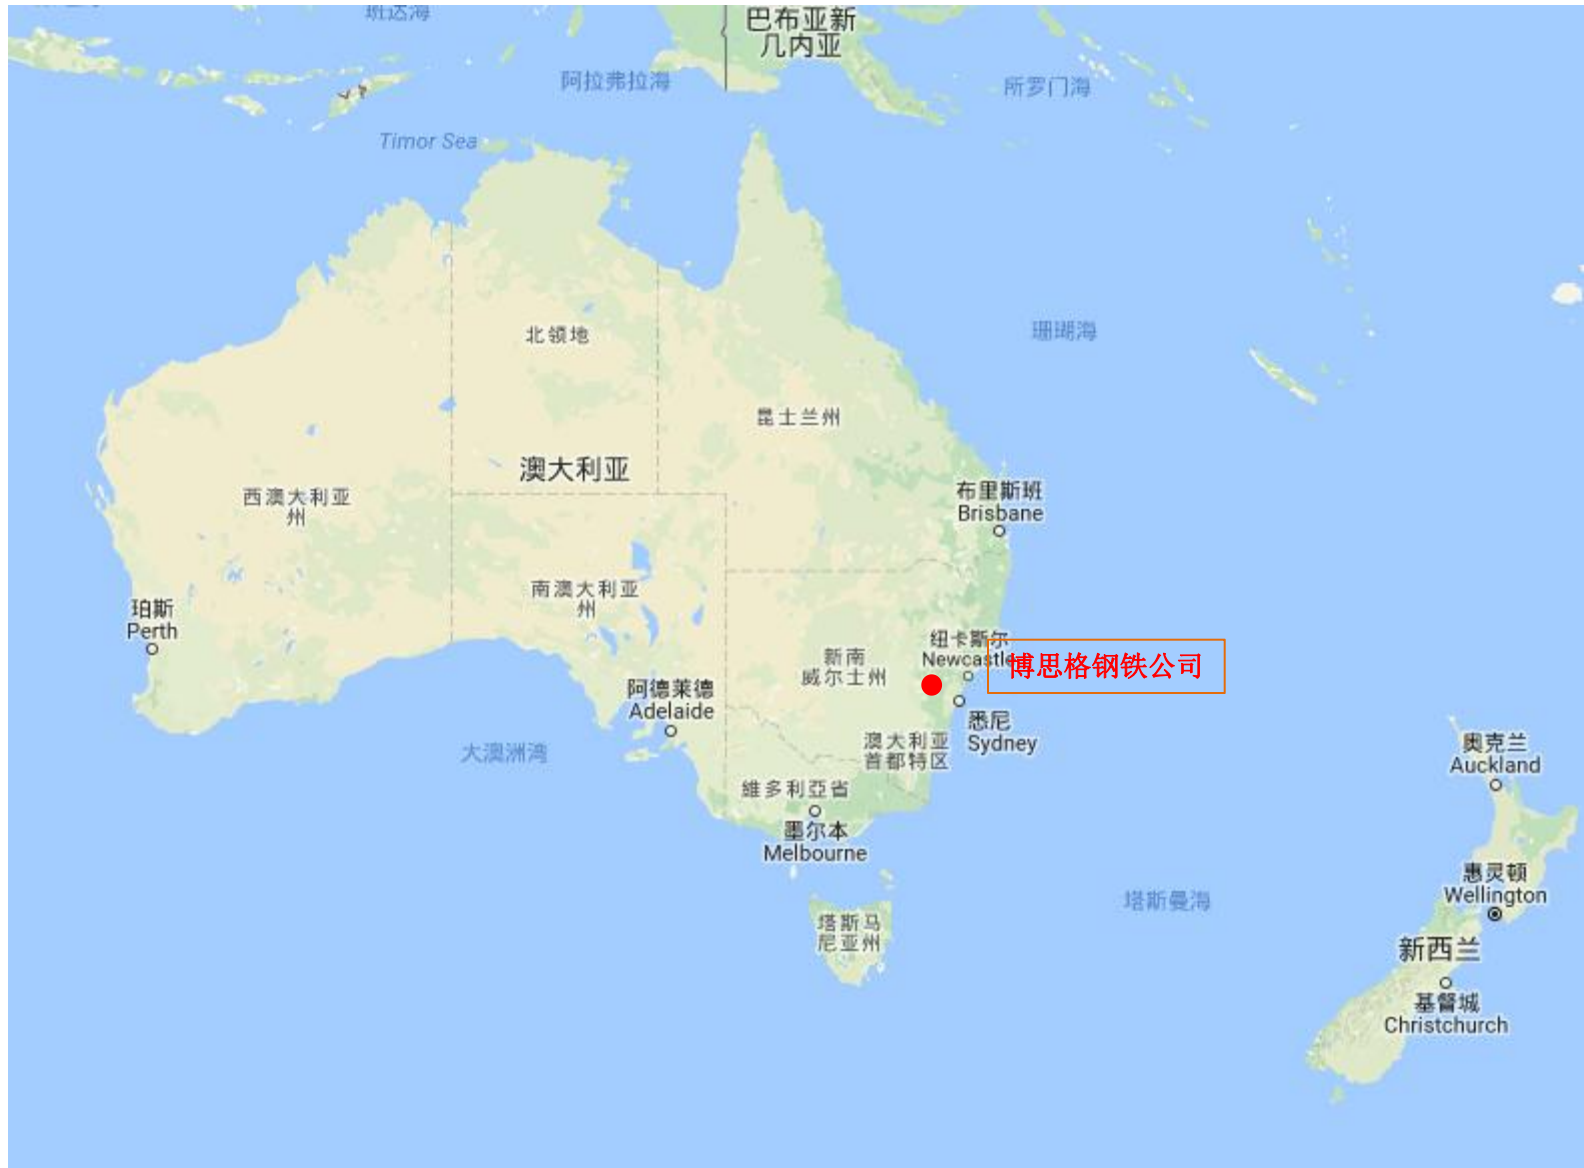 班达海
巴布亚新
几内亚
阿拉弗拉海
所罗门海
Timor Sea
北领地
珊瑚海
昆士兰州
澳大利亚
西澳大利亚
州
布里斯班
Brisbane
南澳大利亚
州
珀斯
Perth
纽卡斯尔
Newcastle
博思格钢铁公司
新南
威尔士州
阿德莱德
Adelaide
悉尼
Sydney
澳大利亚
首都特区
大澳洲湾
奥克兰
Auckland
維多利亞省
墨尔本
Melbourne
惠灵顿
Wellington
塔斯曼海
塔斯马
尼亚州
新西兰
基督城
Christchurch